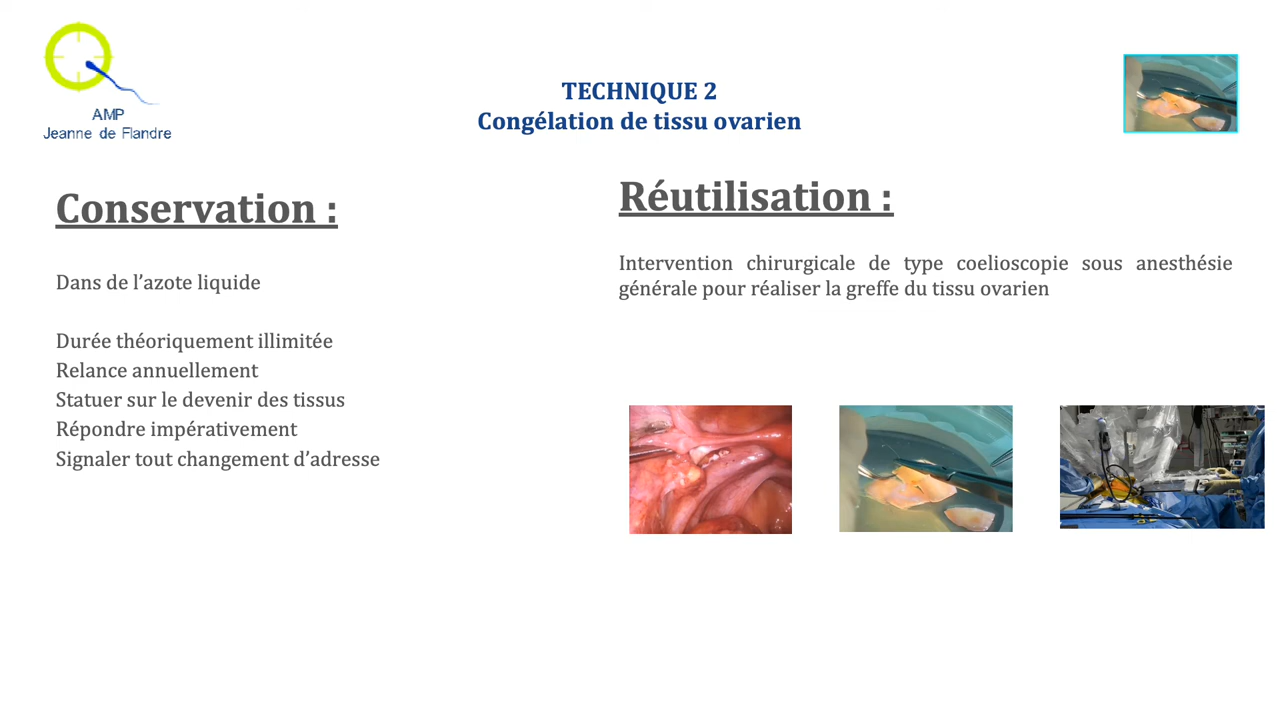 AMP
Jeanne de Flandre
TECHNIQUE 2
Congélation de tissu ovarien
Conservation :
Dans de l’azote liquide
Durée théoriquement illimitée
Relance annuellement
Statuer sur le devenir des tissus
Répondre impérativement
Signaler tout changement d’adresse
Réutilisation :
Intervention chirurgicale de type coelioscopie sous anesthésie
générale pour réaliser la greffe du tissu ovarien